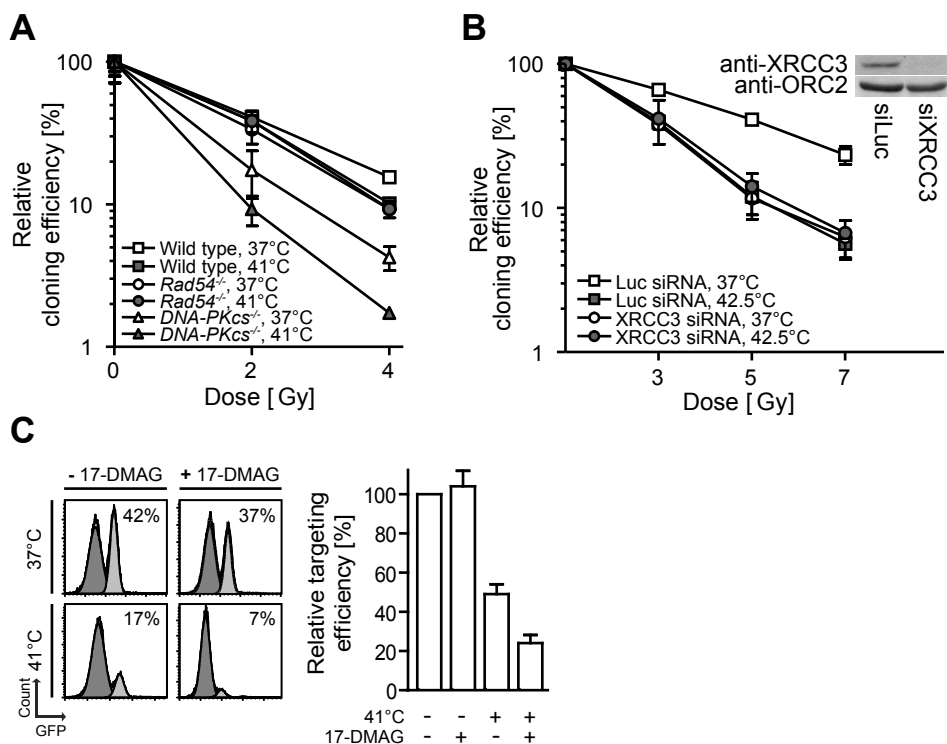 A
Relative
cloning efficiency [%]
100
10
1
Wild type, 37°C
Wild type, 41°C
Rad54-/-, 37°C
Rad54-/-, 41°C
DNA-PKcs-/-, 37°C
DNA-PKcs-/-, 41°C
0
2
4
Dose [Gy]
B
Relative
cloning efficiency [%]
100
10
1
anti-XRCC3
anti-ORC2
siLuc
siXRCC3
Luc siRNA, 37°C
Luc siRNA, 42.5°C
XRCC3 siRNA, 37°C
XRCC3 siRNA, 42.5°C
3
5
7
Dose [Gy]
C
- 17-DMAG
+ 17-DMAG
37°C
42%
37%
41°C
17%
7%
Count
GFP
Relative targeting
efficiency [%]
100
80
60
40
20
0
41°C - - + +
17-DMAG - + - +